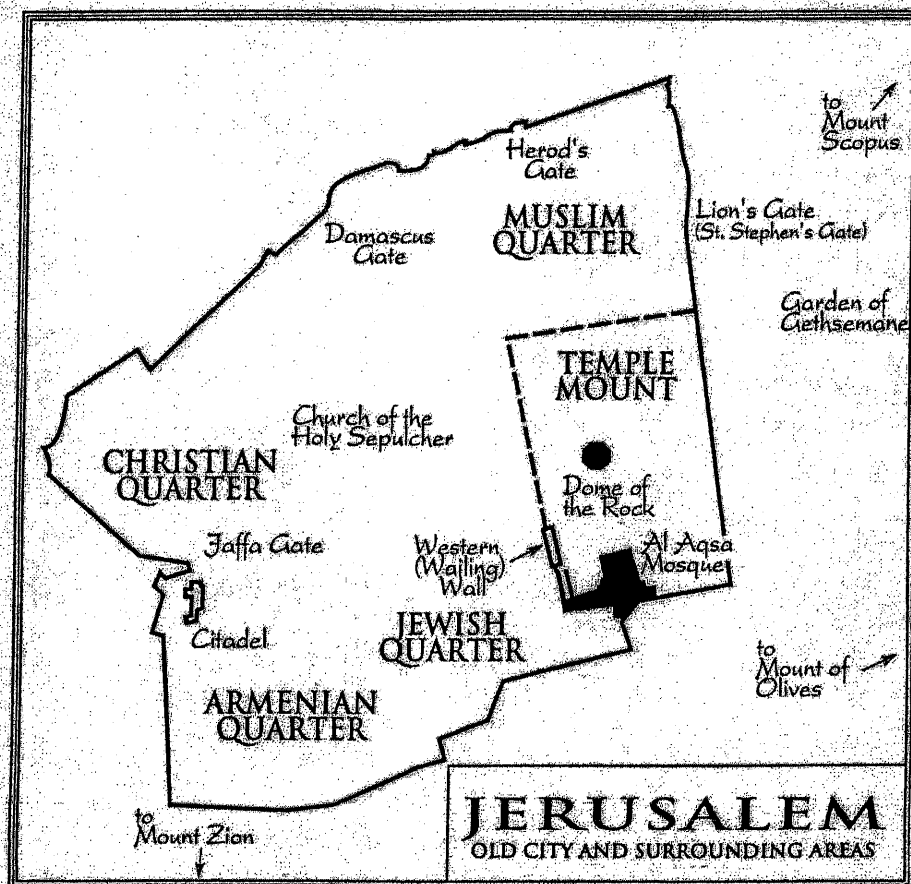 to
Mount
Scopus
Herod's
Gate
MUSLIM
QUARTER
Lion's Gate
(St. Stephen's Gate)
Damascus
Gate
Garden of
Gethsemane
TEMPLE
MOUNT
Church of the
Holy Sepulcher
CHRISTIAN
QUARTER
Dome of
the Rock
Jaffa Gate
Western
(Wailing)
Wall
Al Aqsa
Mosque
Citadel
JEWISH
QUARTER
to
Mount of
Olives
ARMENIAN
QUARTER
to
Mount Zion
JERUSALEM
OLD CITY AND SURROUNDING AREAS